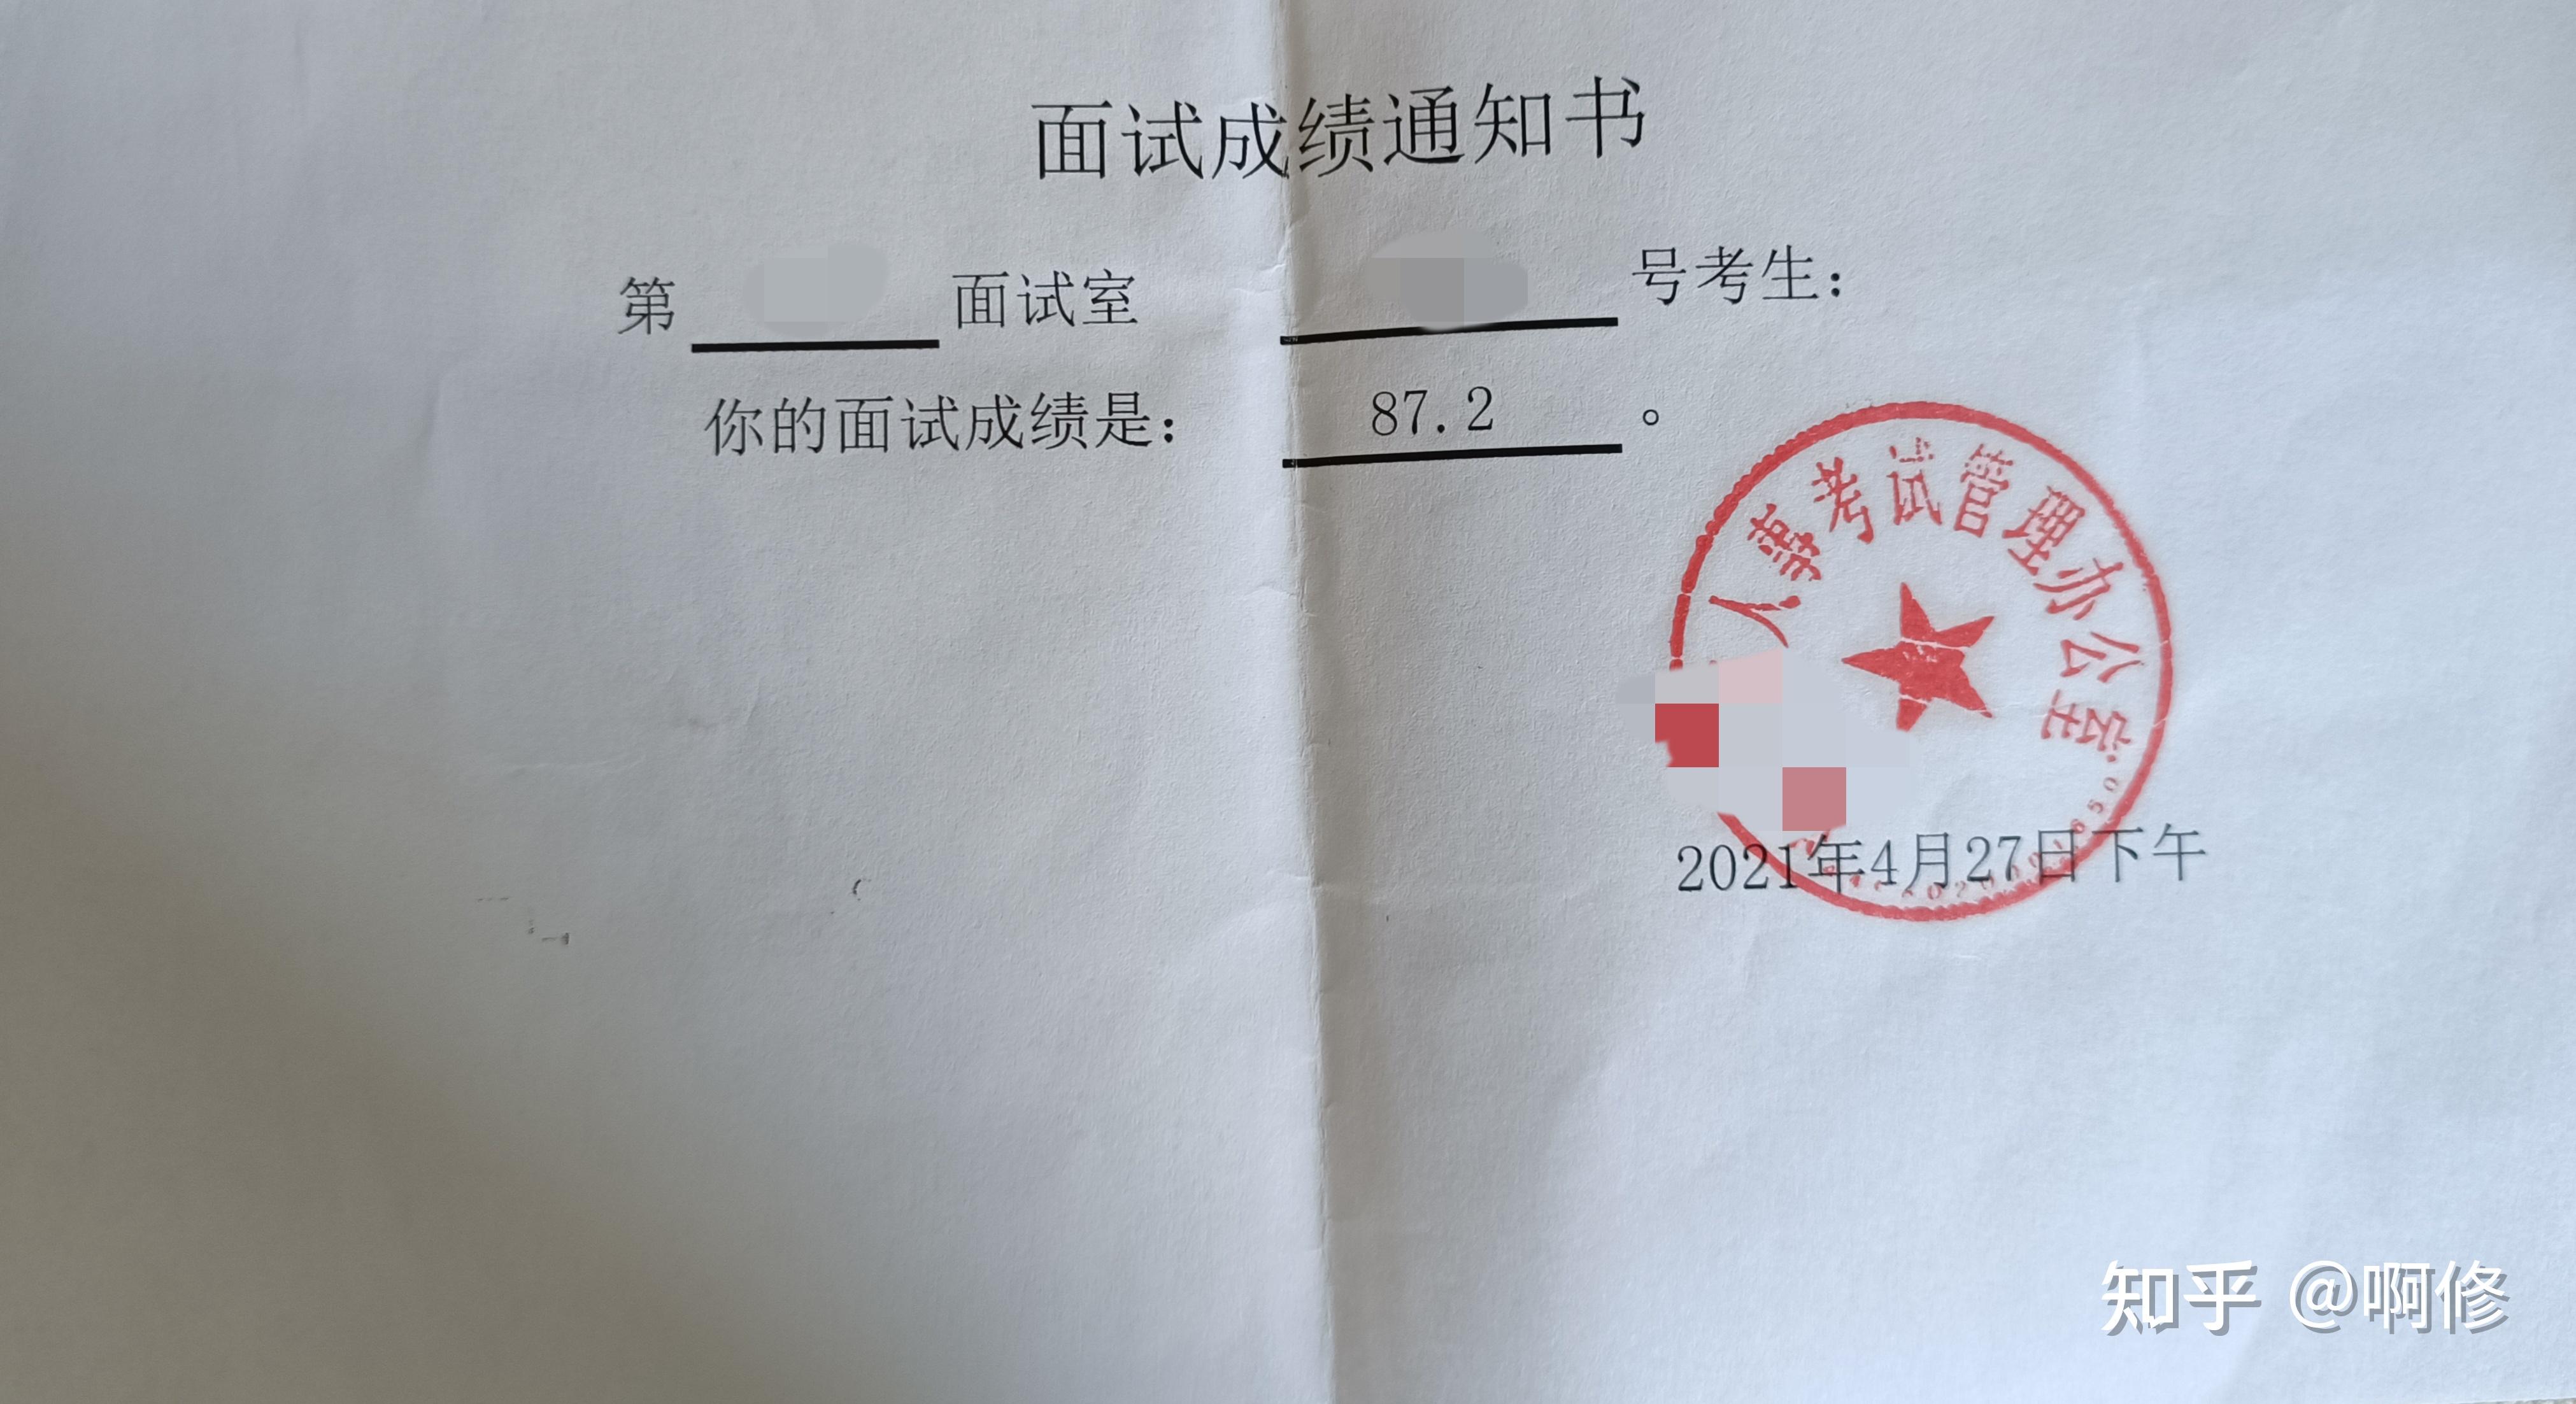 面试成绩通知书
第 面试室 号考生：
你的面试成绩是： 87.2 。
人事考试管理办公室
2021年4月27日下午
知乎 @啊修